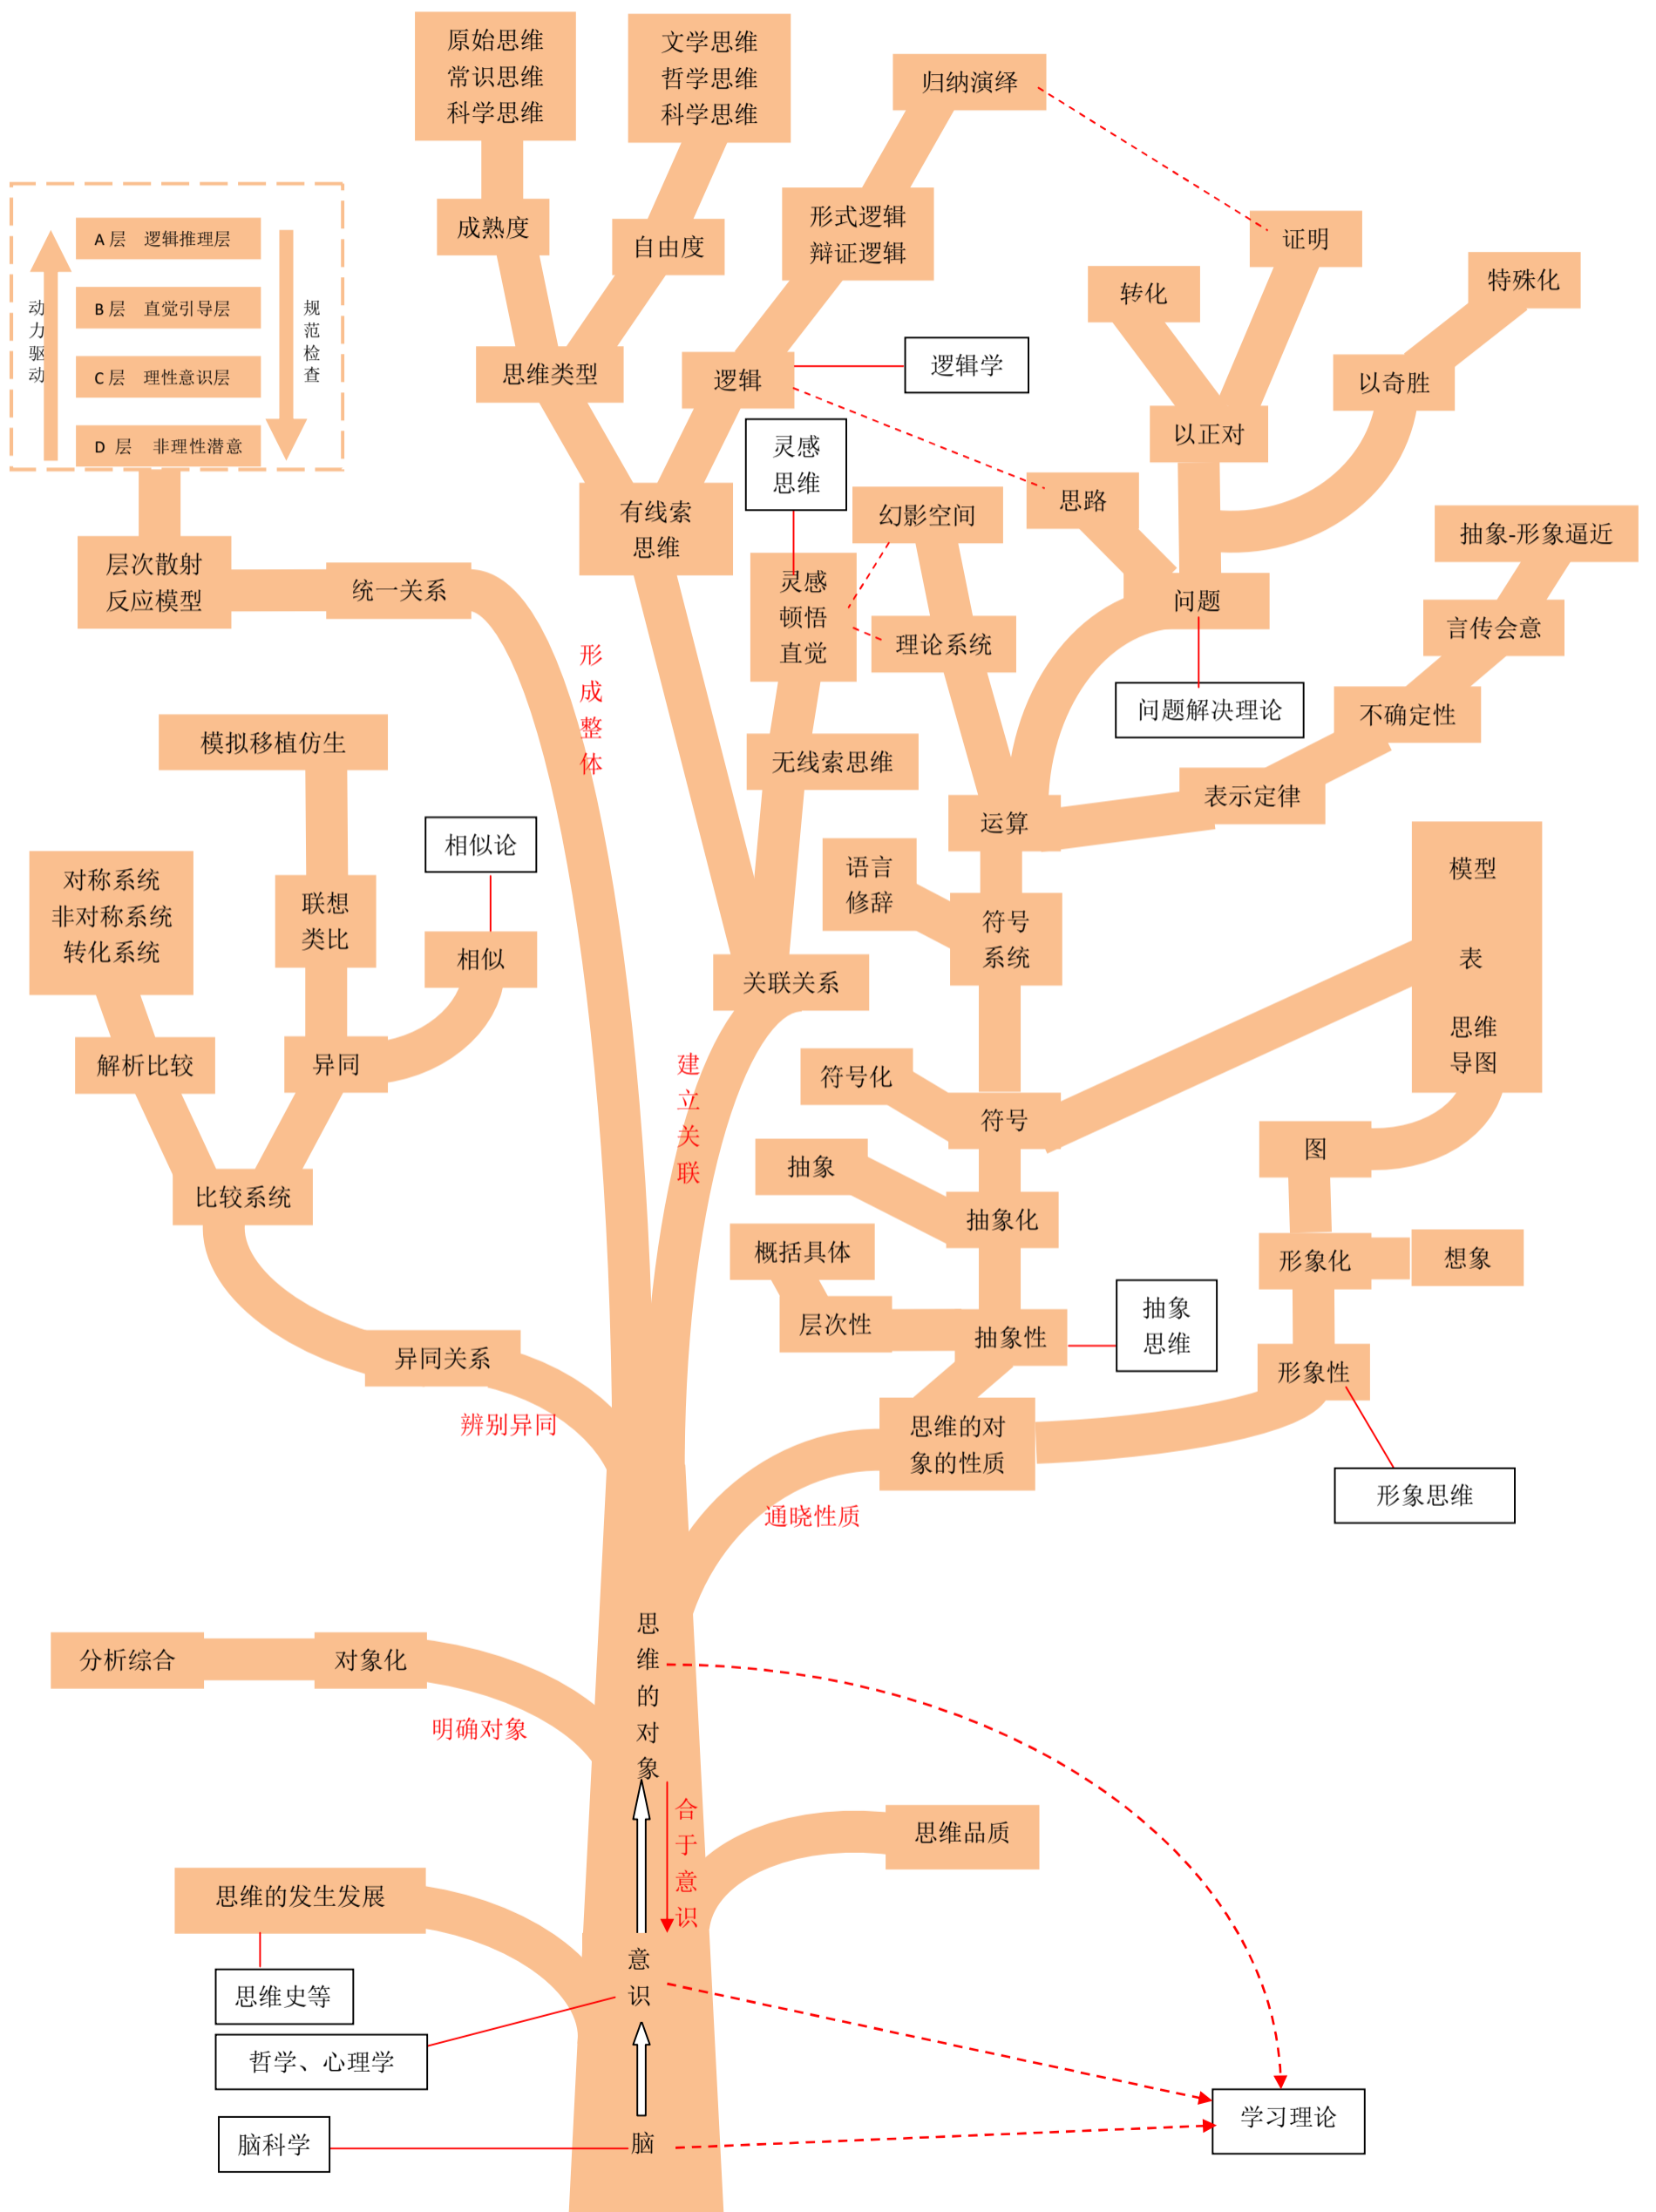 原始思维
常识思维
科学思维
文学思维
哲学思维
科学思维
归纳演绎
成熟度
自由度
形式逻辑
辩证逻辑
证明
转化
特殊化
A 层 逻辑推理层
B 层 直觉引导层
C 层 理性意识层
D 层 非理性潜意
动
力
驱
动
规
范
检
查
思维类型
逻辑
逻辑学
以奇胜
以正对
灵感
思维
有线索
思维
幻影空间
思路
抽象-形象逼近
层次散射
反应模型
统一关系
灵感
顿悟
直觉
理论系统
问题
言传会意
形
成
整
体
问题解决理论
不确定性
模拟移植仿生
无线索思维
表示定律
运算
相似论
对称系统
非对称系统
转化系统
联想
类比
相似
语言
修辞
符号
系统
模型
表
思维
导图
关联关系
解析比较
异同
建
立
关
联
符号化
符号
图
抽象
抽象化
比较系统
概括具体
形象化
想象
层次性
抽象性
抽象
思维
异同关系
形象性
辨别异同
思维的对
象的性质
形象思维
通晓性质
思
维
的
对
象
分析综合
对象化
明确对象
合
于
意
识
思维品质
思维的发生发展
意
识
思维史等
哲学、心理学
学习理论
脑科学
脑